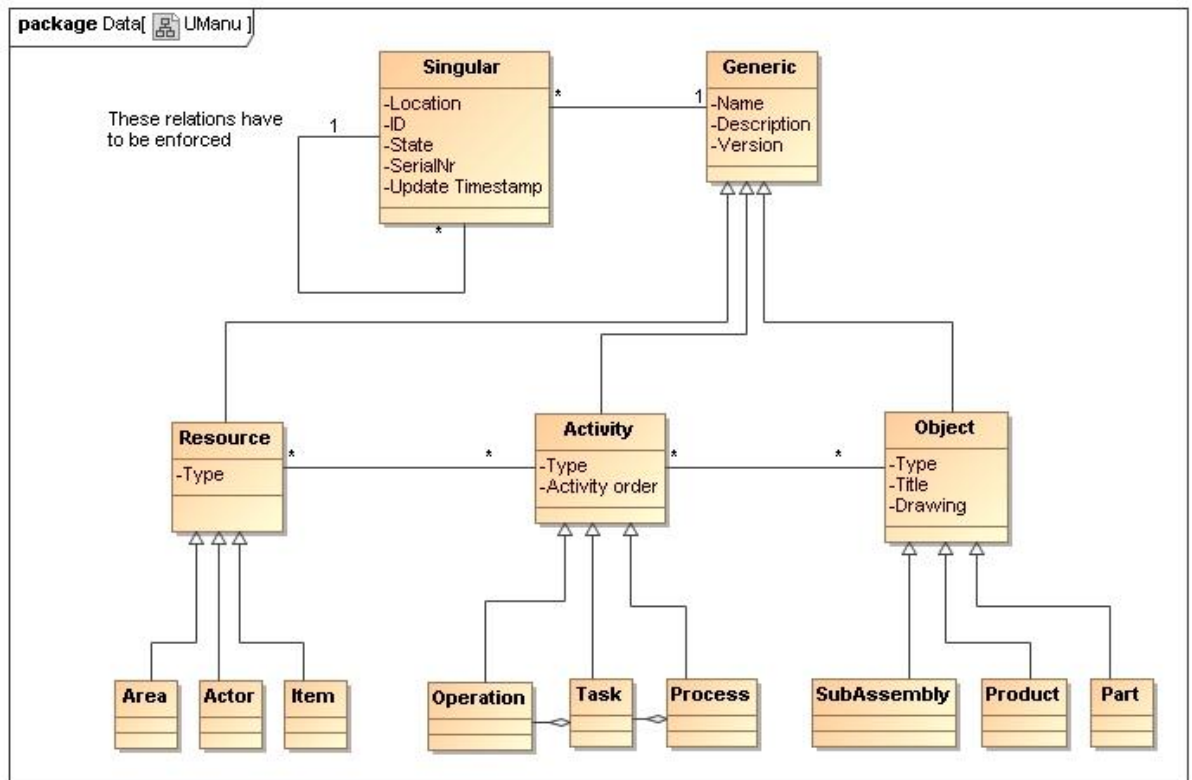 package Data[ UManu ]
Singular
-Location
-ID
-State
-SerialNr
-Update Timestamp
*
1
Generic
-Name
-Description
-Version
These relations have
to be enforced
1
*
Resource
-Type
*
*
Activity
-Type
-Activity order
*
*
Object
-Type
-Title
-Drawing
Area
Actor
Item
Operation
Task
Process
SubAssembly
Product
Part